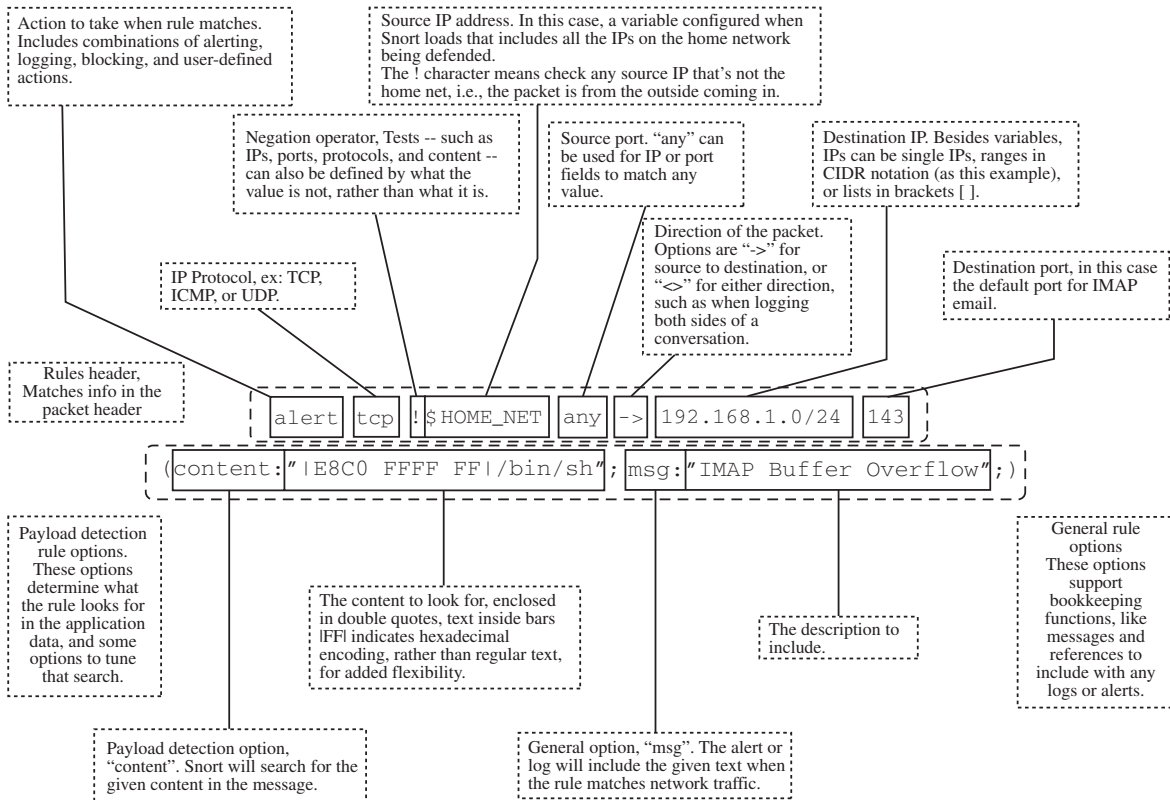 Action to take when rule matches.
Includes combinations of alerting,
logging, blocking, and user-defined
actions.
Source IP address. In this case, a variable configured when
Snort loads that includes all the IPs on the home network
being defended.
The ! character means check any source IP that's not the
home net, i.e., the packet is from the outside coming in.
Negation operator, Tests -- such as
IPs, ports, protocols, and content --
can also be defined by what the
value is not, rather than what it is.
Source port. “any” can
be used for IP or port
fields to match any
value.
Destination IP. Besides variables,
IPs can be single IPs, ranges in
CIDR notation (as this example),
or lists in brackets [ ].
Direction of the packet.
Options are “->” for
source to destination, or
“<>” for either direction,
such as when logging
both sides of a
conversation.
IP Protocol, ex: TCP,
ICMP, or UDP.
Destination port, in this case
the default port for IMAP
email.
Rules header,
Matches info in the
packet header
alert tcp !$HOME_NET any -> 192.168.1.0/24 143
(content:"|E8C0 FFFF FF|/bin/sh"; msg:"IMAP Buffer Overflow";)
Payload detection
rule options.
These options
determine what
the rule looks for
in the application
data, and some
options to tune
that search.
The content to look for, enclosed
in double quotes, text inside bars
|FF| indicates hexadecimal
encoding, rather than regular text,
for added flexibility.
The description to
include.
General rule
options
These options
support
bookkeeping
functions, like
messages and
references to
include with any
logs or alerts.
Payload detection option,
“content”. Snort will search for the
given content in the message.
General option, “msg”. The alert or
log will include the given text when
the rule matches network traffic.